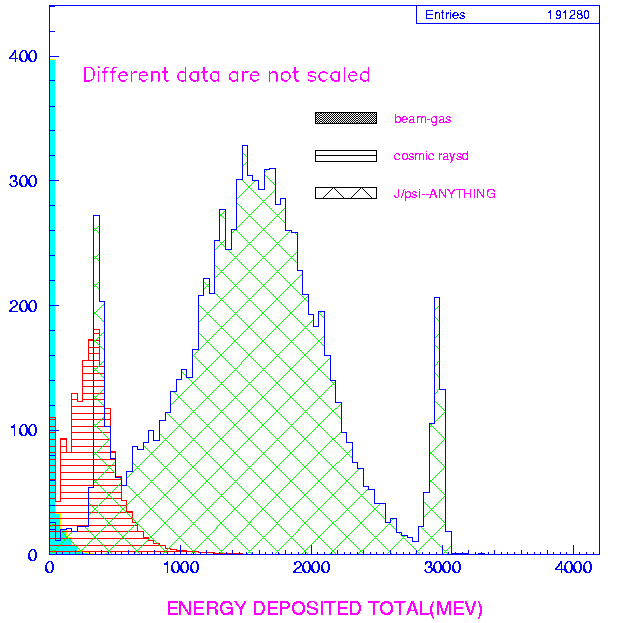 Entries 191280
400
Different data are not scaled
beam-gas
cosmic raysd
J/psi--ANYTHING
300
200
100
0
0 1000 2000 3000 4000
ENERGY DEPOSITED TOTAL(MEV)